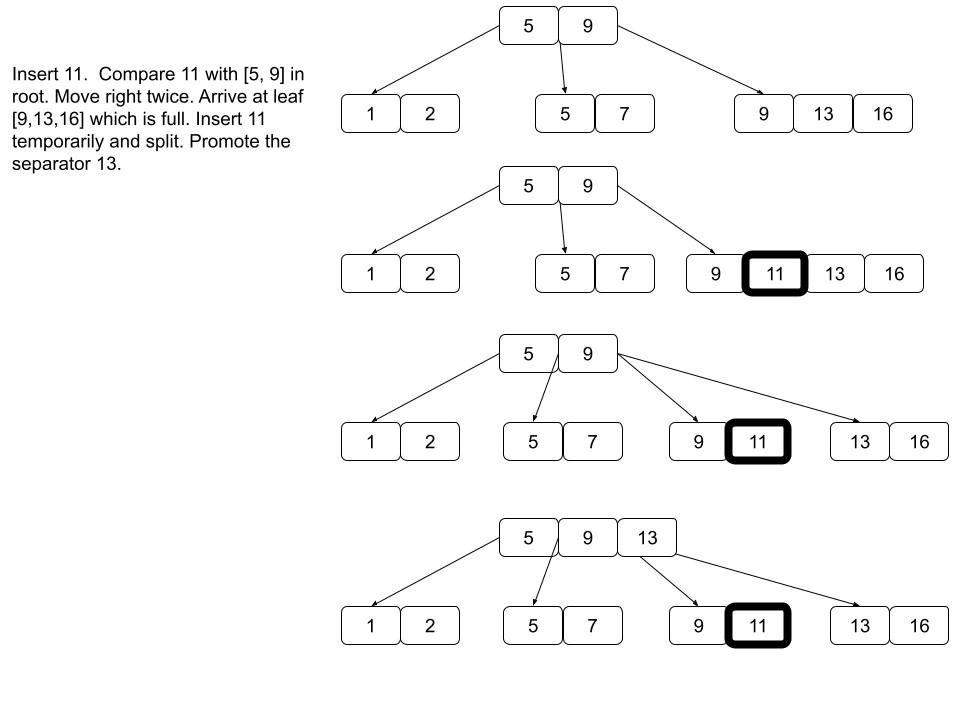 5 9
Insert 11. Compare 11 with [5, 9] in
root. Move right twice. Arrive at leaf
[9,13,16] which is full. Insert 11
temporarily and split. Promote the
separator 13.
1 2 5 7 9 13 16
5 9
1 2 5 7 9 11 13 16
5 9
1 2 5 7 9 11 13 16
5 9 13
1 2 5 7 9 11 13 16